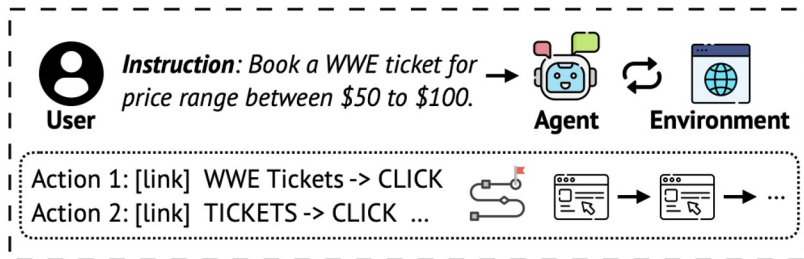 Instruction: Book a WWE ticket for
price range between $50 to $100.
User
Agent
Environment
Action 1: [link] WWE Tickets -> CLICK
Action 2: [link] TICKETS -> CLICK ...
...